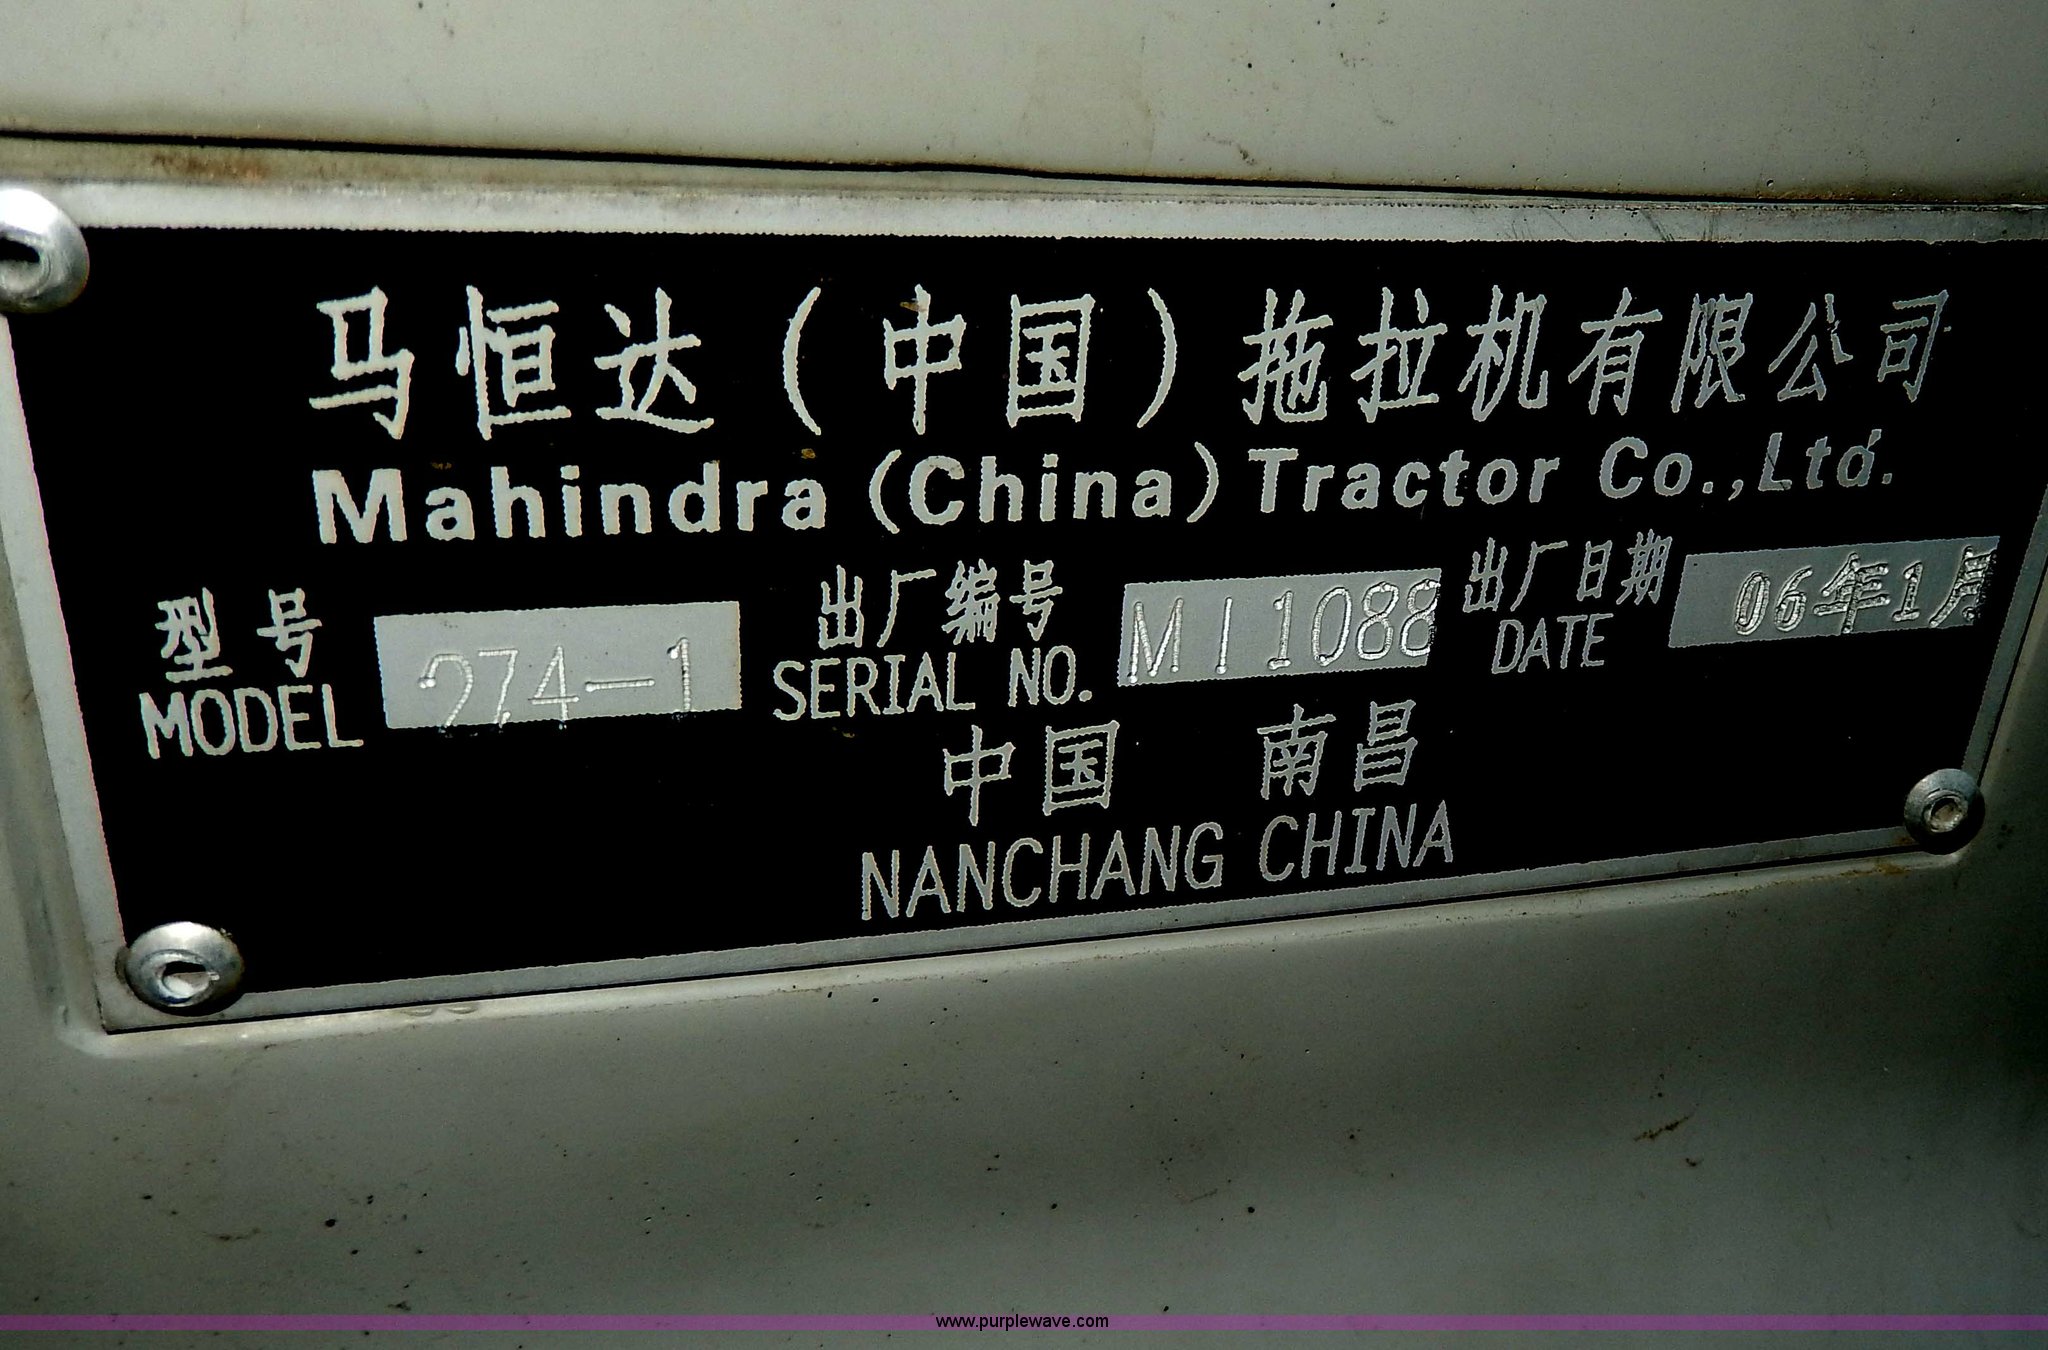 马恒达（中国）拖拉机有限公司
Mahindra (China) Tractor Co.,Ltd.
型号 出厂编号 出厂日期
MODEL 274-1 SERIAL NO. MI1088 DATE 06年1月
中国 南昌
NANCHANG CHINA
www.purplewave.com